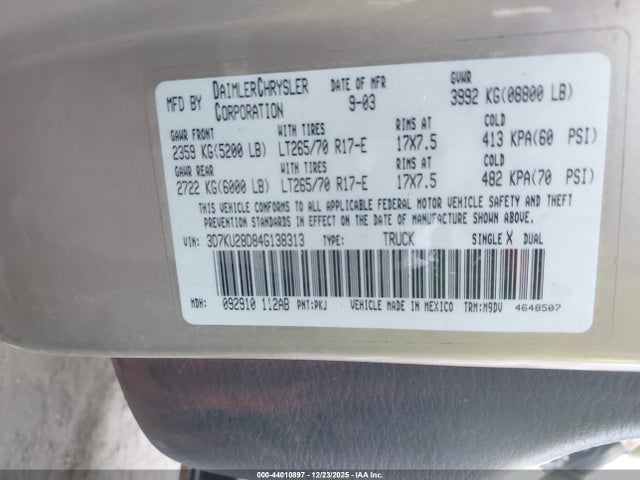 MFD BY DAIMLERCHRYSLER CORPORATION DATE OF MFR 9-03 GVWR 3992 KG(08800 LB)
GAWR FRONT WITH TIRES RIMS AT COLD
2359 KG(5200 LB) LT265/70 R17-E 17X7.5 413 KPA(60 PSI)
GAWR REAR WITH TIRES RIMS AT COLD
2722 KG(6000 LB) LT265/70 R17-E 17X7.5 482 KPA(70 PSI)
THIS VEHICLE CONFORMS TO ALL APPLICABLE FEDERAL MOTOR VEHICLE SAFETY AND THEFT
PREVENTION STANDARDS IN EFFECT ON THE DATE OF MANUFACTURE SHOWN ABOVE.
VIN: 3D7KU28D84G138313 TYPE: TRUCK SINGLE X DUAL
MDH: 092910 112AB PNT:PKJ VEHICLE MADE IN MEXICO TRM:M9DV 4648507
000-44010897 - 12/23/2025 - IAA Inc.